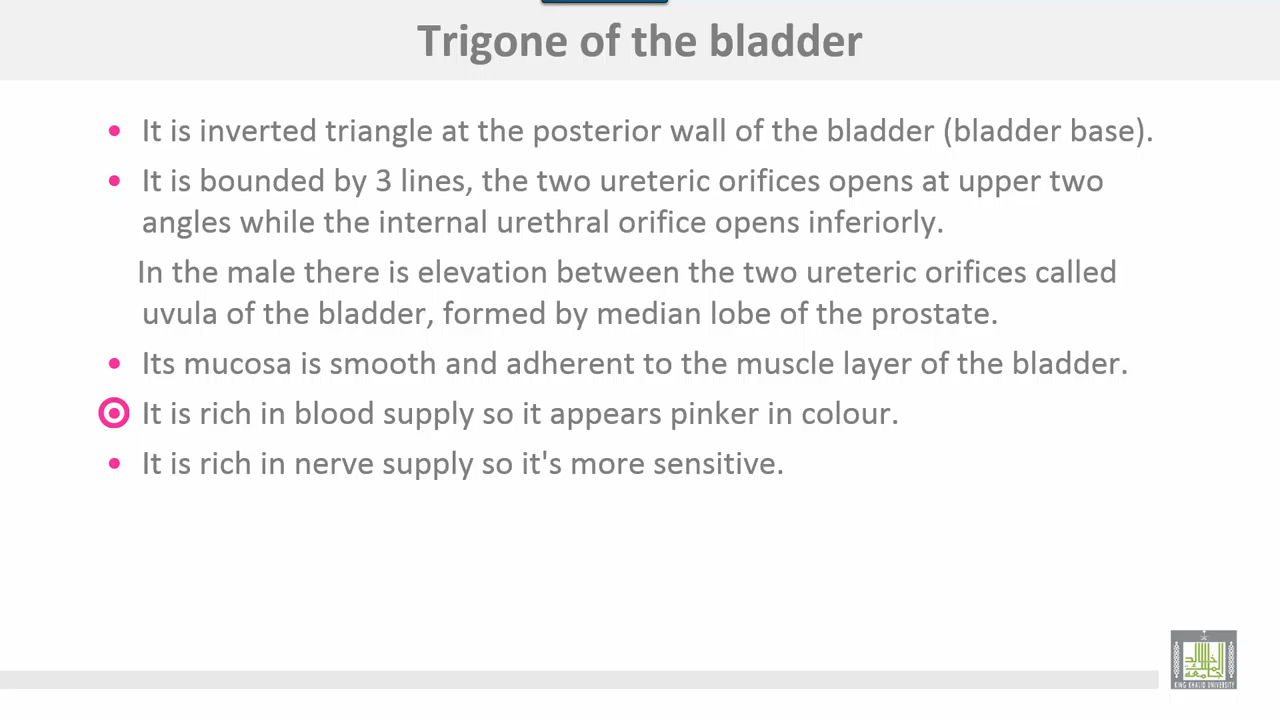 Trigone of the bladder
It is inverted triangle at the posterior wall of the bladder (bladder base).
It is bounded by 3 lines, the two ureteric orifices opens at upper two
angles while the internal urethral orifice opens inferiorly.
In the male there is elevation between the two ureteric orifices called
uvula of the bladder, formed by median lobe of the prostate.
Its mucosa is smooth and adherent to the muscle layer of the bladder.
It is rich in blood supply so it appears pinker in colour.
It is rich in nerve supply so it's more sensitive.
KING KHALID UNIVERSITY